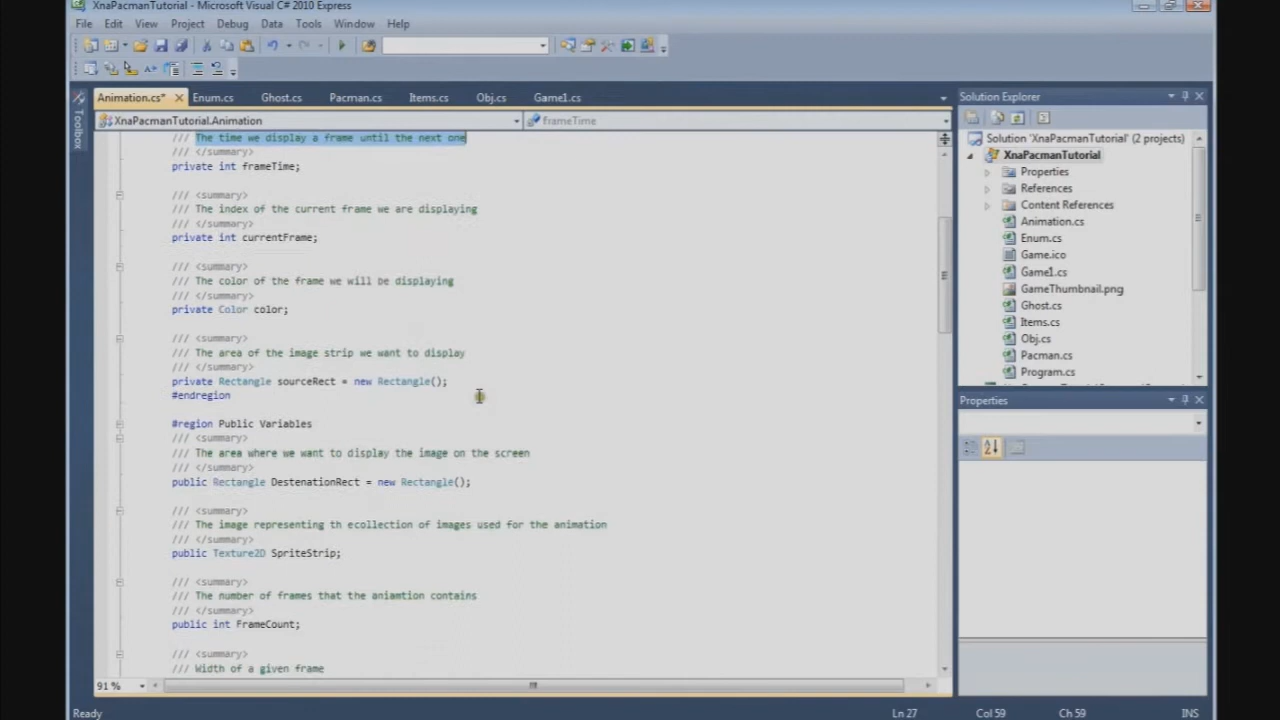 XnaPacmanTutorial - Microsoft Visual C# 2010 Express
File Edit View Project Debug Data Tools Window Help
Animation.cs* Enum.cs Ghost.cs Pacman.cs Items.cs Obj.cs Game1.cs
XnaPacmanTutorial.Animation frameTime
Toolbox
/// The time we display a frame until the next one
/// </summary>
private int frameTime;
/// <summary>
/// The index of the current frame we are displaying
/// </summary>
private int currentFrame;
/// <summary>
/// The color of the frame we will be displaying
/// </summary>
private Color color;
/// <summary>
/// The area of the image strip we want to display
/// </summary>
private Rectangle sourceRect = new Rectangle();
#endregion
#region Public Variables
/// <summary>
/// The area where we want to display the image on the screen
/// </summary>
public Rectangle DestenationRect = new Rectangle();
/// <summary>
/// The image representing th ecollection of images used for the animation
/// </summary>
public Texture2D SpriteStrip;
/// <summary>
/// The number of frames that the aniamtion contains
/// </summary>
public int FrameCount;
/// <summary>
/// Width of a given frame
91 %
Solution Explorer
Solution 'XnaPacmanTutorial' (2 projects)
XnaPacmanTutorial
Properties
References
Content References
Animation.cs
Enum.cs
Game.ico
Game1.cs
GameThumbnail.png
Ghost.cs
Items.cs
Obj.cs
Pacman.cs
Program.cs
Properties
Ready Ln 27 Col 59 Ch 59 INS